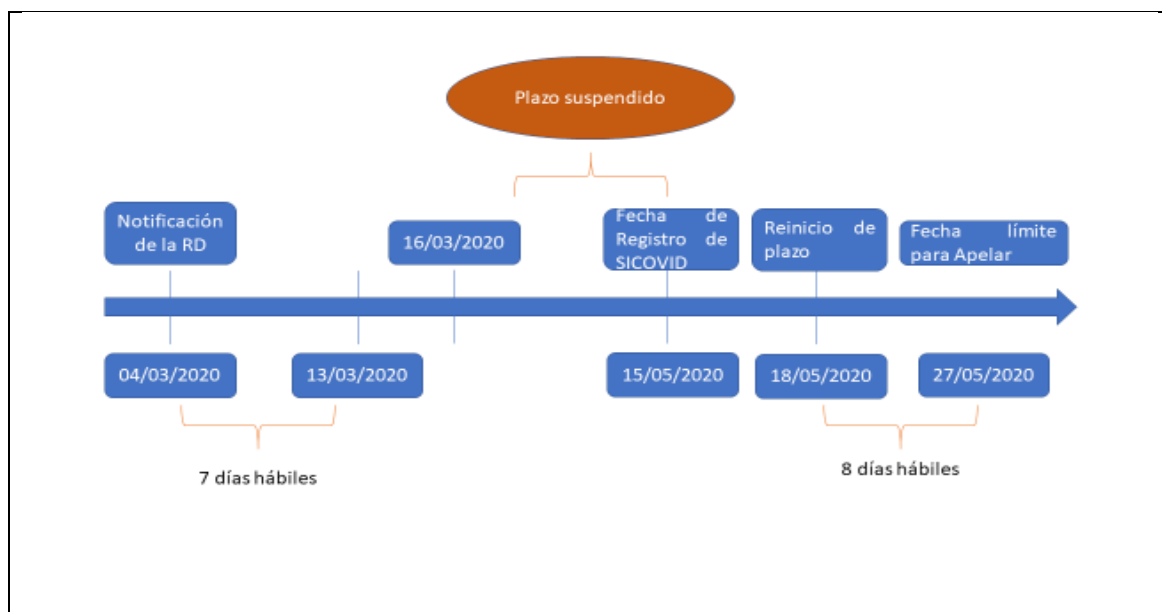 Plazo suspendido
Notificación
de la RD
16/03/2020
Fecha de
Registro de
SICOVID
Reinicio de
plazo
Fecha límite
para Apelar
04/03/2020
13/03/2020
15/05/2020
18/05/2020
27/05/2020
7 días hábiles
8 días hábiles